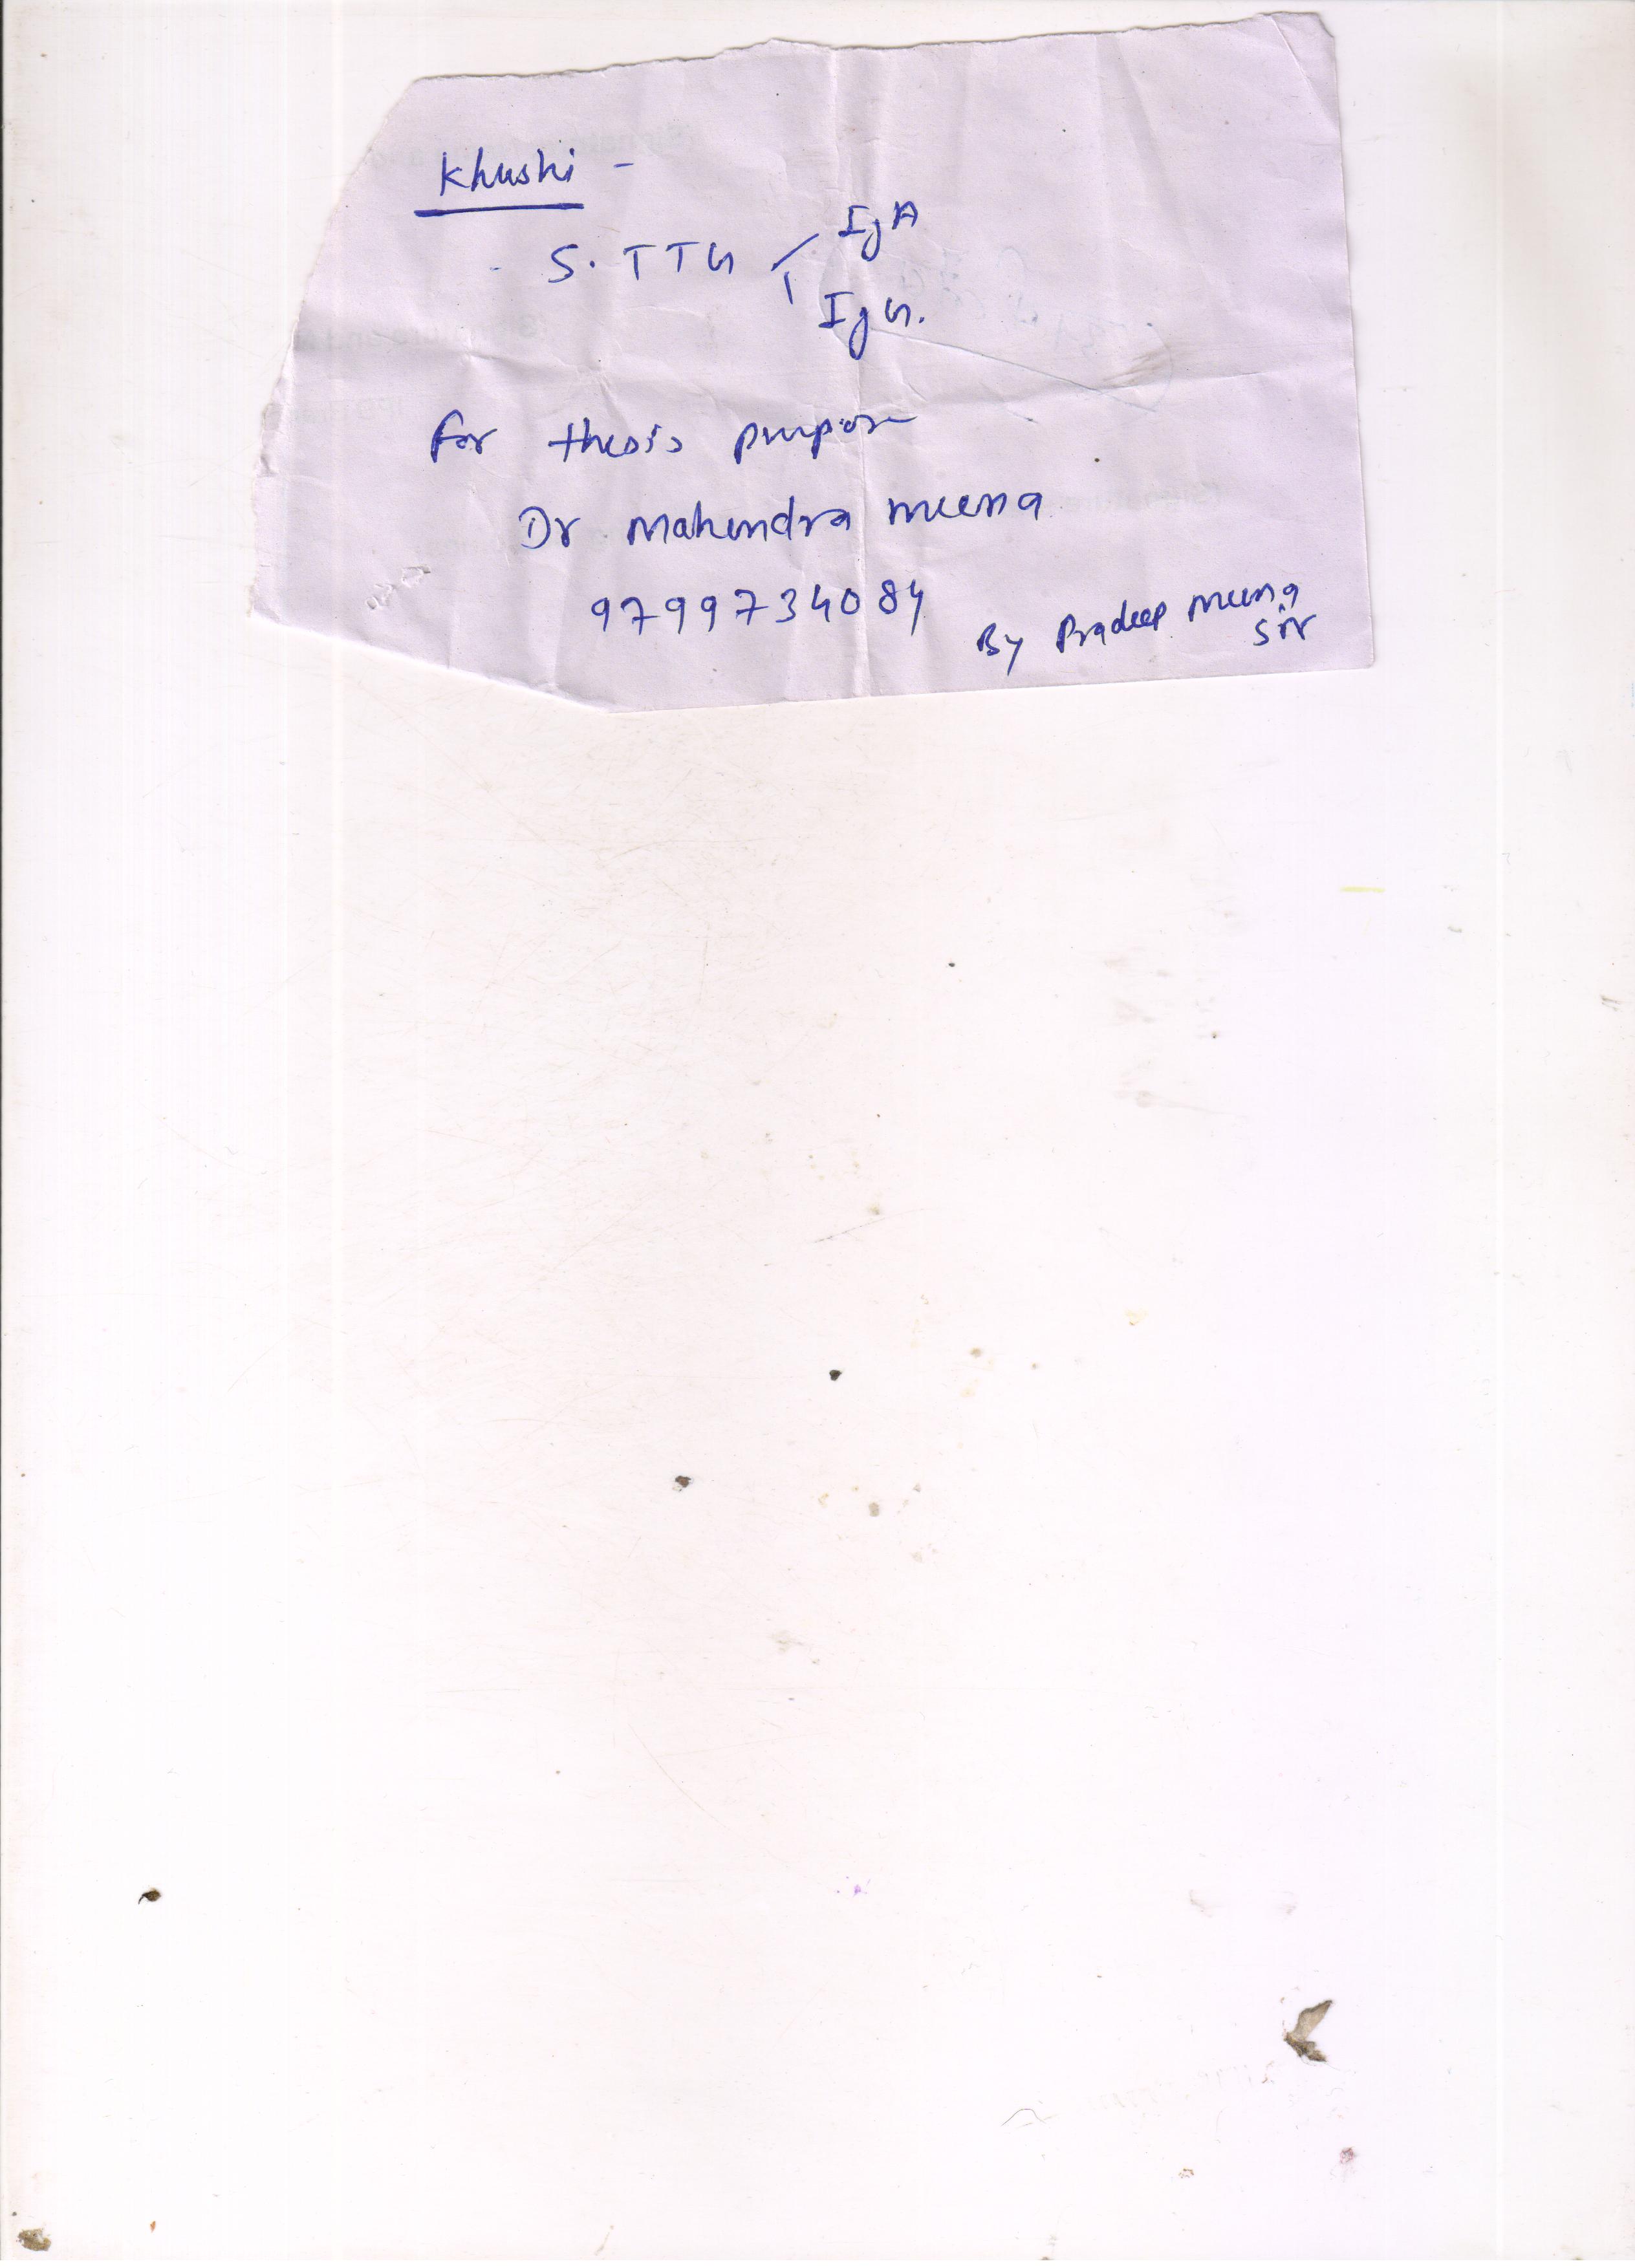 Khushi -
S. TTG
IgA
IgG.
For thesis purpose
Dr Mahendra Meena
9799734084
By Pradeep Meena
Sir